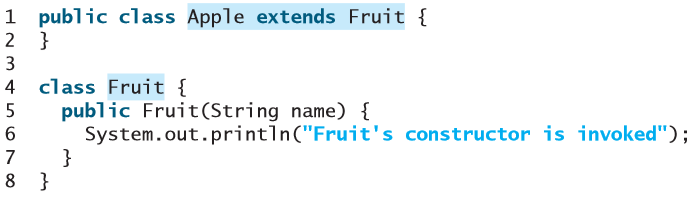 1 public class Apple extends Fruit {
2 }
3
4 class Fruit {
5   public Fruit(String name) {
6     System.out.println("Fruit's constructor is invoked");
7   }
8 }